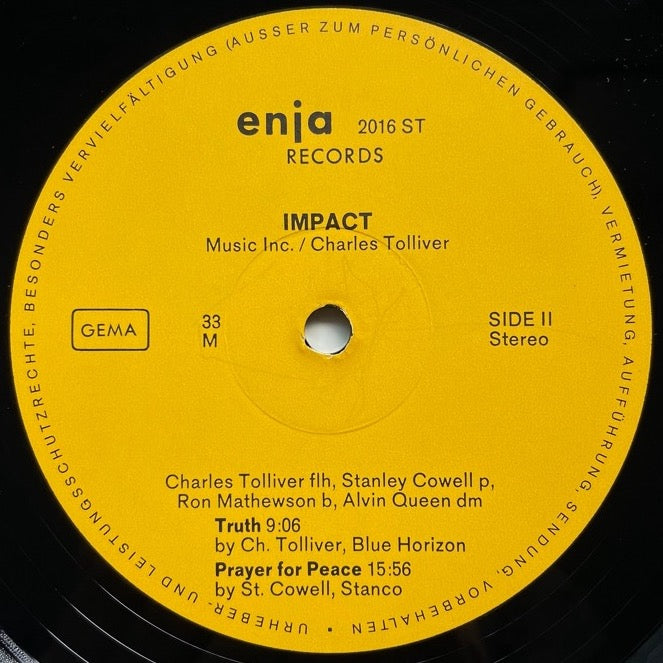 URHEBER- UND LEISTUNGSSCHUTZRECHTE, BESONDERS VERVIELFÄLTIGUNG (AUSSER ZUM PERSÖNLICHEN GEBRAUCH), VERMIETUNG, AUFFÜHRUNG, SENDUNG, VORBEHALTEN •
enja 2016 ST
RECORDS
IMPACT
Music Inc. / Charles Tolliver
GEMA
33
M
SIDE II
Stereo
Charles Tolliver flh, Stanley Cowell p,
Ron Mathewson b, Alvin Queen dm
Truth 9:06
by Ch. Tolliver, Blue Horizon
Prayer for Peace 15:56
by St. Cowell, Stanco